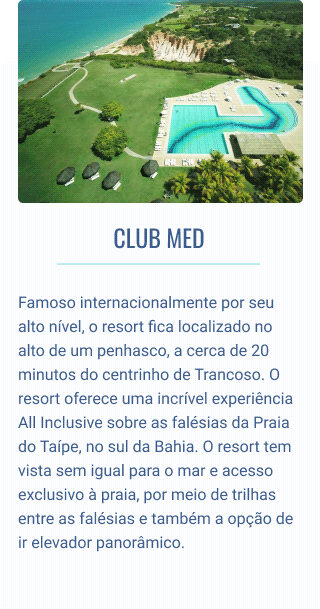 CLUB MED
Famoso internacionalmente por seu
alto nível, o resort fica localizado no
alto de um penhasco, a cerca de 20
minutos do centrinho de Trancoso. O
resort oferece uma incrível experiência
All Inclusive sobre as falésias da Praia
do Taípe, no sul da Bahia. O resort tem
vista sem igual para o mar e acesso
exclusivo à praia, por meio de trilhas
entre as falésias e também a opção de
ir elevador panorâmico.